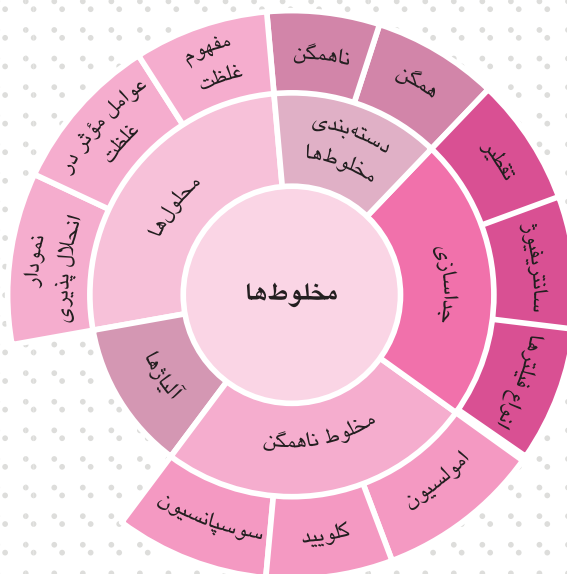 مخلوط‌ها
دسته‌بندی
مخلوط‌ها
همگن
ناهمگن
جداسازی
تقطیر
سانتریفیوژ
انواع فیلترها
مخلوط ناهمگن
امولسیون
کلویید
سوسپانسیون
آلیاژها
محلول‌ها
مفهوم
غلظت
عوامل مؤثر در
غلظت
نمودار
انحلال پذیری